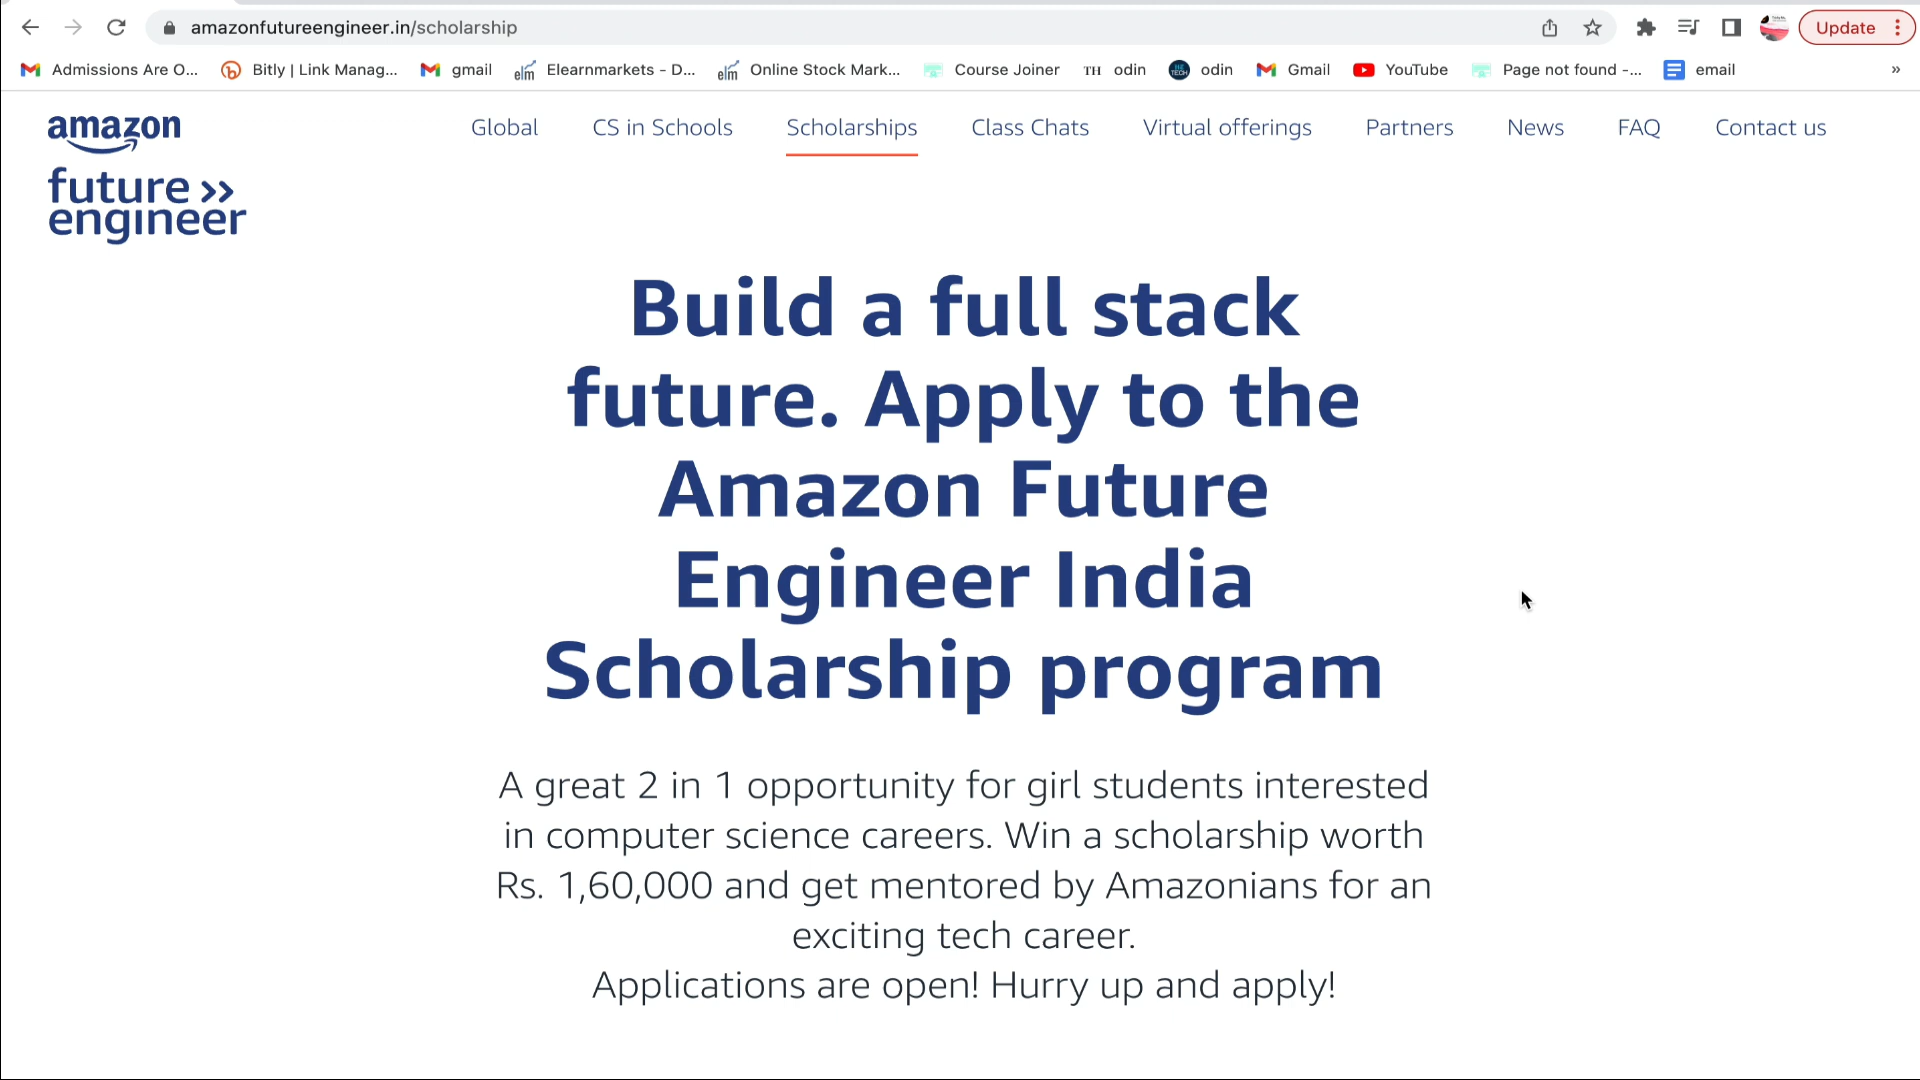 amazonfutureengineer.in/scholarship
Update
Admissions Are O...
Bitly | Link Manag...
gmail
elm Elearnmarkets - D...
elm Online Stock Mark...
Course Joiner
TH odin
odin
Gmail
YouTube
Page not found -...
email
»
amazon
future >>
engineer
Global
CS in Schools
Scholarships
Class Chats
Virtual offerings
Partners
News
FAQ
Contact us
Build a full stack
future. Apply to the
Amazon Future
Engineer India
Scholarship program
A great 2 in 1 opportunity for girl students interested
in computer science careers. Win a scholarship worth
Rs. 1,60,000 and get mentored by Amazonians for an
exciting tech career.
Applications are open! Hurry up and apply!